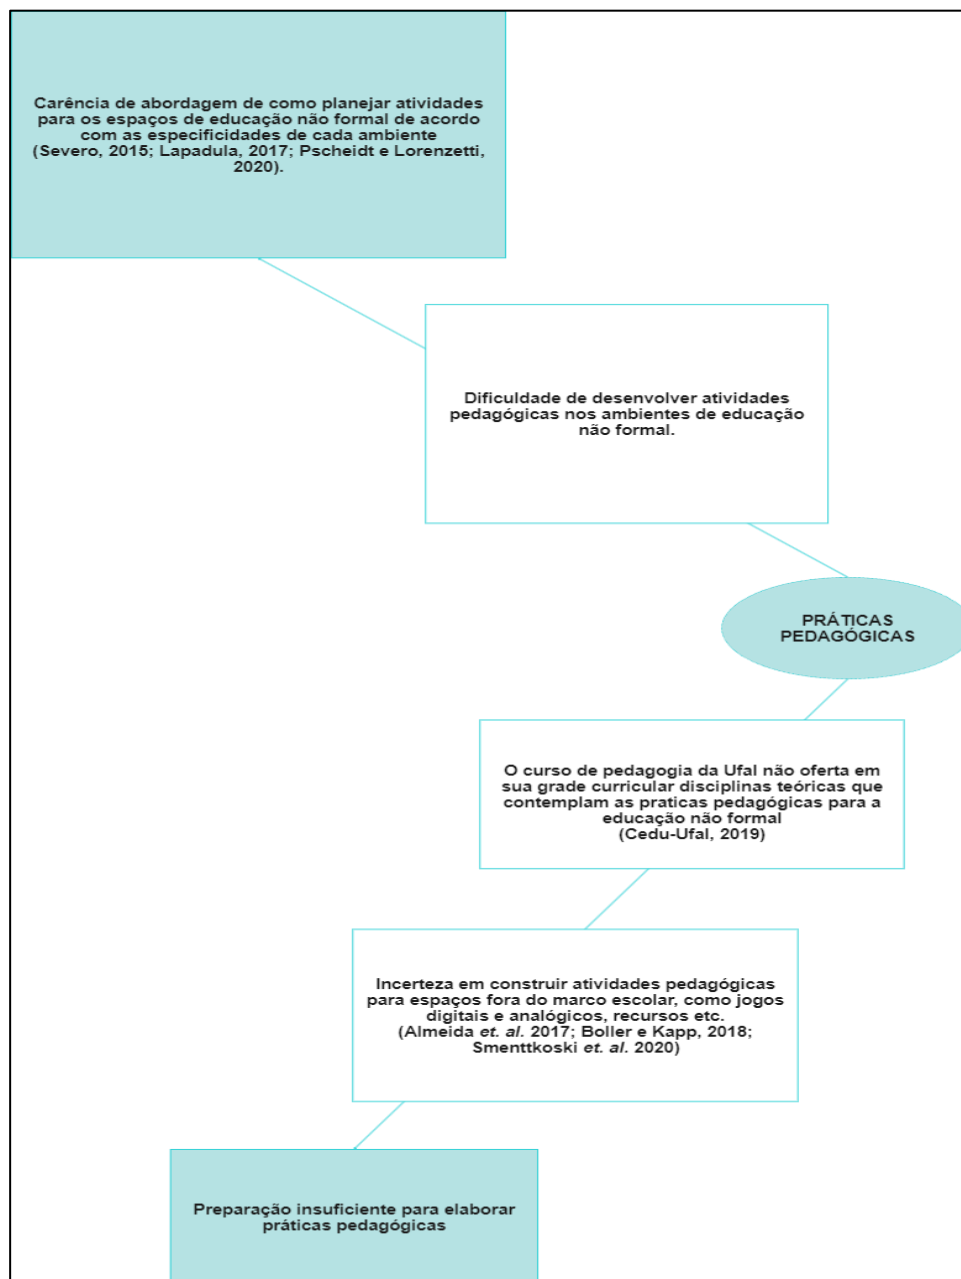 Carência de abordagem de como planejar atividades
para os espaços de educação não formal de acordo
com as especificidades de cada ambiente
(Severo, 2015; Lapadula, 2017; Pscheidt e Lorenzetti,
2020).
Dificuldade de desenvolver atividades
pedagógicas nos ambientes de educação
não formal.
PRÁTICAS
PEDAGÓGICAS
O curso de pedagogia da Ufal não oferta em
sua grade curricular disciplinas teóricas que
contemplam as praticas pedagógicas para a
educação não formal
(Cedu-Ufal, 2019)
Incerteza em construir atividades pedagógicas
para espaços fora do marco escolar, como jogos
digitais e analógicos, recursos etc.
(Almeida et. al. 2017; Boller e Kapp, 2018;
Smenttkoski et. al. 2020)
Preparação insuficiente para elaborar
práticas pedagógicas